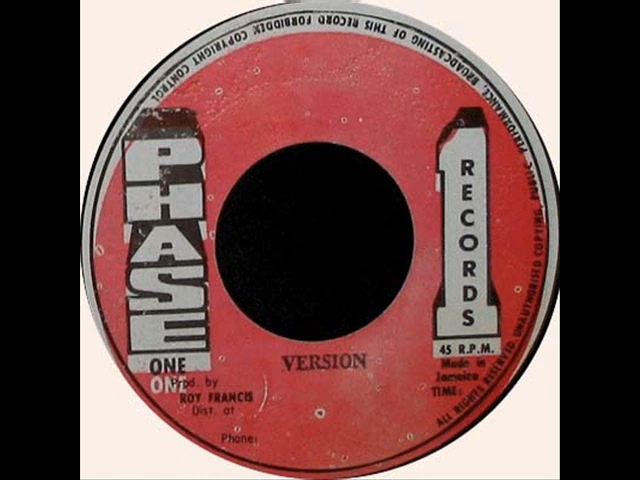 COPYRIGHT CONTROL
PUBLIC PERFORMANCE, BROADCASTING OF THIS RECORD FORBIDDEN.
ALL RIGHTS RESERVED. UNAUTHORISED COPYING,
PHASE
ONE
ONE
Prod. by
ROY FRANCIS
Dist. at
Phone:
VERSION
1
RECORDS
45 R.P.M.
Made in
Jamaica
TIME: